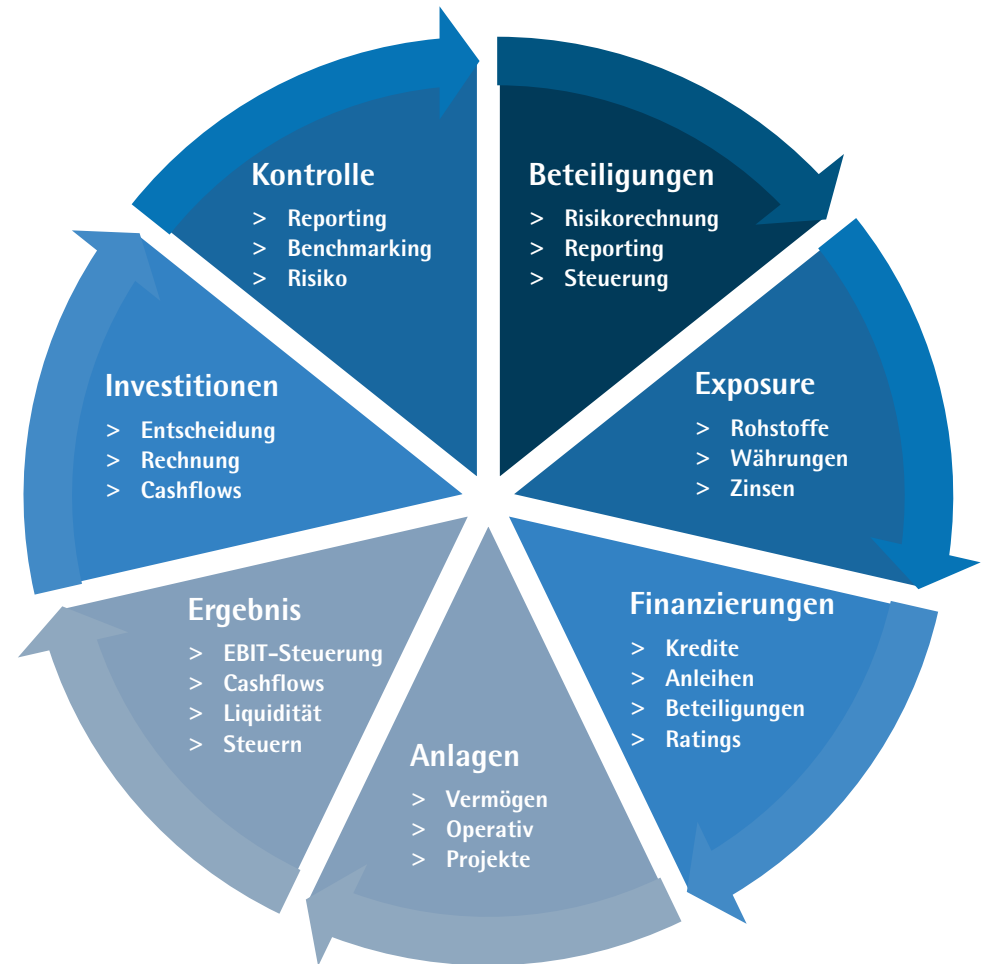 Kontrolle
> Reporting
> Benchmarking
> Risiko
Beteiligungen
> Risikorechnung
> Reporting
> Steuerung
Exposure
> Rohstoffe
> Währungen
> Zinsen
Finanzierungen
> Kredite
> Anleihen
> Beteiligungen
> Ratings
Anlagen
> Vermögen
> Operativ
> Projekte
Ergebnis
> EBIT-Steuerung
> Cashflows
> Liquidität
> Steuern
Investitionen
> Entscheidung
> Rechnung
> Cashflows